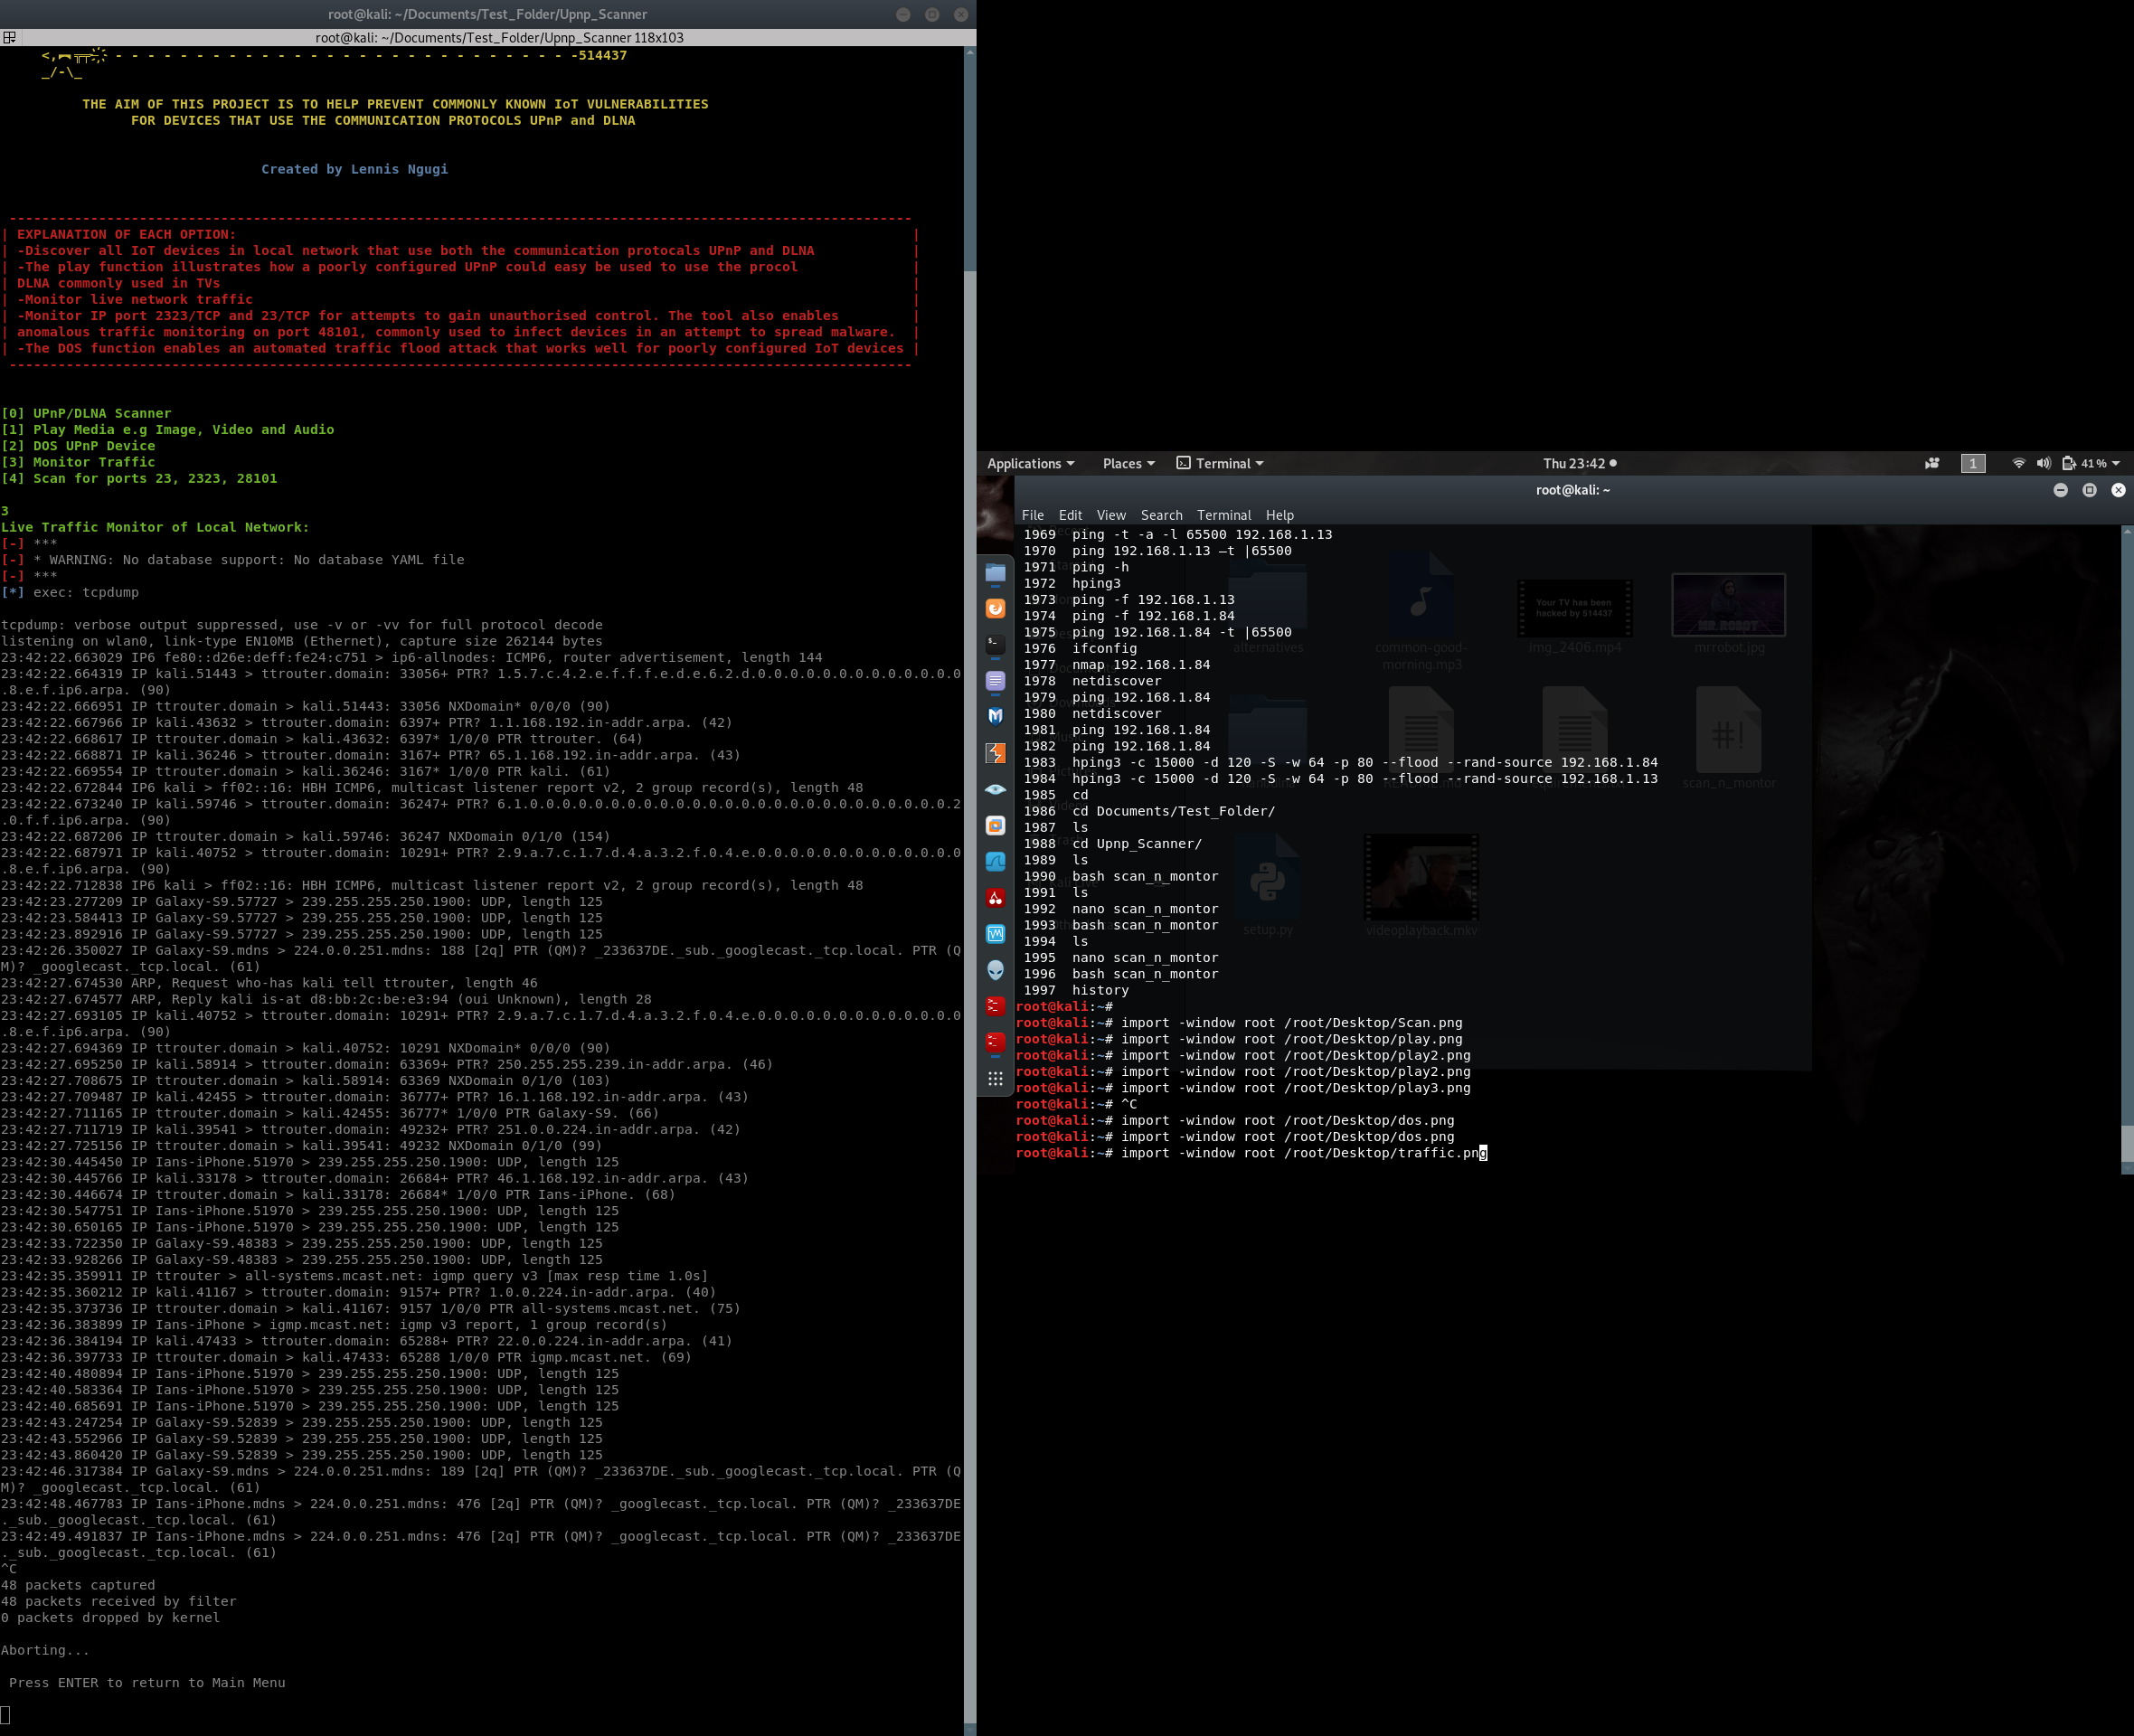 root@kali: ~/Documents/Test_Folder/Upnp_Scanner
root@kali: ~/Documents/Test_Folder/Upnp_Scanner 118x103
- - - - - - - - - - - - - - - - - - - - - - - - - - - - -514437
_/-\_
THE AIM OF THIS PROJECT IS TO HELP PREVENT COMMONLY KNOWN IoT VULNERABILITIES
FOR DEVICES THAT USE THE COMMUNICATION PROTOCOLS UPnP and DLNA
Created by Lennis Ngugi
| EXPLANATION OF EACH OPTION: |
| -Discover all IoT devices in local network that use both the communication protocals UPnP and DLNA |
| -The play function illustrates how a poorly configured UPnP could easy be used to use the procol |
| DLNA commonly used in TVs |
| -Monitor live network traffic |
| -Monitor IP port 2323/TCP and 23/TCP for attempts to gain unauthorised control. The tool also enables |
| anomalous traffic monitoring on port 48101, commonly used to infect devices in an attempt to spread malware. |
| -The DOS function enables an automated traffic flood attack that works well for poorly configured IoT devices |
[0] UPnP/DLNA Scanner
[1] Play Media e.g Image, Video and Audio
[2] DOS UPnP Device
[3] Monitor Traffic
[4] Scan for ports 23, 2323, 28101
3
Live Traffic Monitor of Local Network:
[-] ***
[-] * WARNING: No database support: No database YAML file
[-] ***
[*] exec: tcpdump
tcpdump: verbose output suppressed, use -v or -vv for full protocol decode
listening on wlan0, link-type EN10MB (Ethernet), capture size 262144 bytes
23:42:22.663029 IP6 fe80::d26e:deff:fe24:c751 > ip6-allnodes: ICMP6, router advertisement, length 144
23:42:22.664319 IP kali.51443 > ttrouter.domain: 33056+ PTR? 1.5.7.c.4.2.e.f.f.f.e.d.e.6.2.d.0.0.0.0.0.0.0.0.0.0.0.0.0
.8.e.f.ip6.arpa. (90)
23:42:22.666951 IP ttrouter.domain > kali.51443: 33056 NXDomain* 0/0/0 (90)
23:42:22.667966 IP kali.43632 > ttrouter.domain: 6397+ PTR? 1.1.168.192.in-addr.arpa. (42)
23:42:22.668617 IP ttrouter.domain > kali.43632: 6397* 1/0/0 PTR ttrouter. (64)
23:42:22.668871 IP kali.36246 > ttrouter.domain: 3167+ PTR? 65.1.168.192.in-addr.arpa. (43)
23:42:22.669554 IP ttrouter.domain > kali.36246: 3167* 1/0/0 PTR kali. (61)
23:42:22.672844 IP6 kali > ff02::16: HBH ICMP6, multicast listener report v2, 2 group record(s), length 48
23:42:22.673240 IP kali.59746 > ttrouter.domain: 36247+ PTR? 6.1.0.0.0.0.0.0.0.0.0.0.0.0.0.0.0.0.0.0.0.0.0.0.0.0.0.0.2
.0.f.f.ip6.arpa. (90)
23:42:22.687206 IP ttrouter.domain > kali.59746: 36247 NXDomain 0/1/0 (154)
23:42:22.687971 IP kali.40752 > ttrouter.domain: 10291+ PTR? 2.9.a.7.c.1.7.d.4.a.3.2.f.0.4.e.0.0.0.0.0.0.0.0.0.0.0.0.0
.8.e.f.ip6.arpa. (90)
23:42:22.712838 IP6 kali > ff02::16: HBH ICMP6, multicast listener report v2, 2 group record(s), length 48
23:42:23.277209 IP Galaxy-S9.57727 > 239.255.255.250.1900: UDP, length 125
23:42:23.584413 IP Galaxy-S9.57727 > 239.255.255.250.1900: UDP, length 125
23:42:23.892916 IP Galaxy-S9.57727 > 239.255.255.250.1900: UDP, length 125
23:42:26.350027 IP Galaxy-S9.mdns > 224.0.0.251.mdns: 188 [2q] PTR (QM)? _233637DE._sub._googlecast._tcp.local. PTR (Q
M)? _googlecast._tcp.local. (61)
23:42:27.674530 ARP, Request who-has kali tell ttrouter, length 46
23:42:27.674577 ARP, Reply kali is-at d8:bb:2c:be:e3:94 (oui Unknown), length 28
23:42:27.693105 IP kali.40752 > ttrouter.domain: 10291+ PTR? 2.9.a.7.c.1.7.d.4.a.3.2.f.0.4.e.0.0.0.0.0.0.0.0.0.0.0.0.0
.8.e.f.ip6.arpa. (90)
23:42:27.694369 IP ttrouter.domain > kali.40752: 10291 NXDomain* 0/0/0 (90)
23:42:27.695250 IP kali.58914 > ttrouter.domain: 63369+ PTR? 250.255.255.239.in-addr.arpa. (46)
23:42:27.708675 IP ttrouter.domain > kali.58914: 63369 NXDomain 0/1/0 (103)
23:42:27.709487 IP kali.42455 > ttrouter.domain: 36777+ PTR? 16.1.168.192.in-addr.arpa. (43)
23:42:27.711165 IP ttrouter.domain > kali.42455: 36777* 1/0/0 PTR Galaxy-S9. (66)
23:42:27.711719 IP kali.39541 > ttrouter.domain: 49232+ PTR? 251.0.0.224.in-addr.arpa. (42)
23:42:27.725156 IP ttrouter.domain > kali.39541: 49232 NXDomain 0/1/0 (99)
23:42:30.445450 IP Ians-iPhone.51970 > 239.255.255.250.1900: UDP, length 125
23:42:30.445766 IP kali.33178 > ttrouter.domain: 26684+ PTR? 46.1.168.192.in-addr.arpa. (43)
23:42:30.446674 IP ttrouter.domain > kali.33178: 26684* 1/0/0 PTR Ians-iPhone. (68)
23:42:30.547751 IP Ians-iPhone.51970 > 239.255.255.250.1900: UDP, length 125
23:42:30.650165 IP Ians-iPhone.51970 > 239.255.255.250.1900: UDP, length 125
23:42:33.722350 IP Galaxy-S9.48383 > 239.255.255.250.1900: UDP, length 125
23:42:33.928266 IP Galaxy-S9.48383 > 239.255.255.250.1900: UDP, length 125
23:42:35.359911 IP ttrouter > all-systems.mcast.net: igmp query v3 [max resp time 1.0s]
23:42:35.360212 IP kali.41167 > ttrouter.domain: 9157+ PTR? 1.0.0.224.in-addr.arpa. (40)
23:42:35.373736 IP ttrouter.domain > kali.41167: 9157 1/0/0 PTR all-systems.mcast.net. (75)
23:42:36.383899 IP Ians-iPhone > igmp.mcast.net: igmp v3 report, 1 group record(s)
23:42:36.384194 IP kali.47433 > ttrouter.domain: 65288+ PTR? 22.0.0.224.in-addr.arpa. (41)
23:42:36.397733 IP ttrouter.domain > kali.47433: 65288 1/0/0 PTR igmp.mcast.net. (69)
23:42:40.480894 IP Ians-iPhone.51970 > 239.255.255.250.1900: UDP, length 125
23:42:40.583364 IP Ians-iPhone.51970 > 239.255.255.250.1900: UDP, length 125
23:42:40.685691 IP Ians-iPhone.51970 > 239.255.255.250.1900: UDP, length 125
23:42:43.247254 IP Galaxy-S9.52839 > 239.255.255.250.1900: UDP, length 125
23:42:43.552966 IP Galaxy-S9.52839 > 239.255.255.250.1900: UDP, length 125
23:42:43.860420 IP Galaxy-S9.52839 > 239.255.255.250.1900: UDP, length 125
23:42:46.317384 IP Galaxy-S9.mdns > 224.0.0.251.mdns: 189 [2q] PTR (QM)? _233637DE._sub._googlecast._tcp.local. PTR (Q
M)? _googlecast._tcp.local. (61)
23:42:48.467783 IP Ians-iPhone.mdns > 224.0.0.251.mdns: 476 [2q] PTR (QM)? _googlecast._tcp.local. PTR (QM)? _233637DE
._sub._googlecast._tcp.local. (61)
23:42:49.491837 IP Ians-iPhone.mdns > 224.0.0.251.mdns: 476 [2q] PTR (QM)? _googlecast._tcp.local. PTR (QM)? _233637DE
._sub._googlecast._tcp.local. (61)
^C
48 packets captured
48 packets received by filter
0 packets dropped by kernel
Aborting...
Press ENTER to return to Main Menu
Applications Places Terminal Thu 23:42 1 41 %
root@kali: ~
File Edit View Search Terminal Help
1969 ping -t -a -l 65500 192.168.1.13
1970 ping 192.168.1.13 –t |65500
1971 ping -h
1972 hping3
1973 ping -f 192.168.1.13
1974 ping -f 192.168.1.84
1975 ping 192.168.1.84 -t |65500
1976 ifconfig
1977 nmap 192.168.1.84
1978 netdiscover
1979 ping 192.168.1.84
1980 netdiscover
1981 ping 192.168.1.84
1982 ping 192.168.1.84
1983 hping3 -c 15000 -d 120 -S -w 64 -p 80 --flood --rand-source 192.168.1.84
1984 hping3 -c 15000 -d 120 -S -w 64 -p 80 --flood --rand-source 192.168.1.13
1985 cd
1986 cd Documents/Test_Folder/
1987 ls
1988 cd Upnp_Scanner/
1989 ls
1990 bash scan_n_montor
1991 ls
1992 nano scan_n_montor
1993 bash scan_n_montor
1994 ls
1995 nano scan_n_montor
1996 bash scan_n_montor
1997 history
root@kali:~#
root@kali:~# import -window root /root/Desktop/Scan.png
root@kali:~# import -window root /root/Desktop/play.png
root@kali:~# import -window root /root/Desktop/play2.png
root@kali:~# import -window root /root/Desktop/play2.png
root@kali:~# import -window root /root/Desktop/play3.png
root@kali:~# ^C
root@kali:~# import -window root /root/Desktop/dos.png
root@kali:~# import -window root /root/Desktop/dos.png
root@kali:~# import -window root /root/Desktop/traffic.png
Your TV has been
hacked by 514437
MR. ROBOT
alternatives
common-good-
morning.mp3
img_2406.mp4
mrrobot.jpg
README.md
scan_n_montor
setup.py
videoplayback.mkv